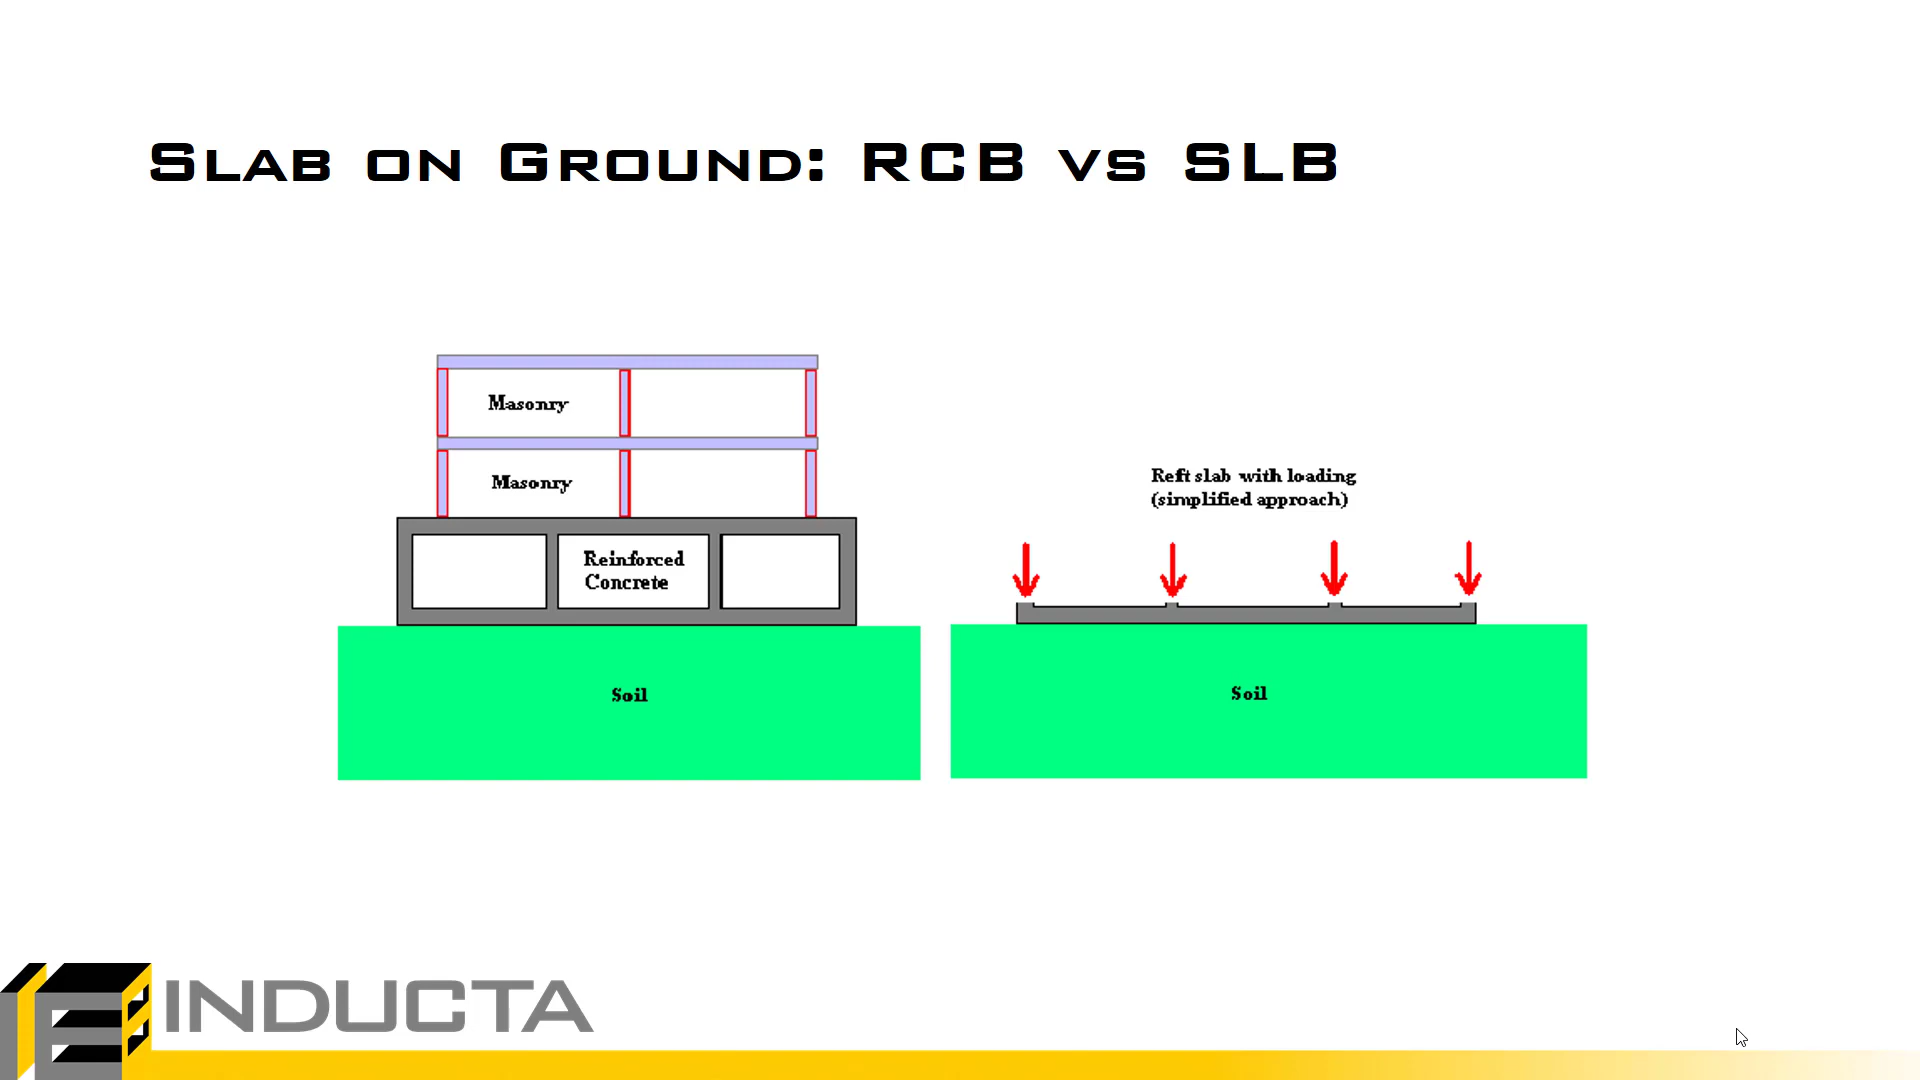 Slab on Ground: RCB vs SLB
Masonry
Masonry
Reinforced
Concrete
Soil
Reft slab with loading
(simplified approach)
Soil
INDUCTA